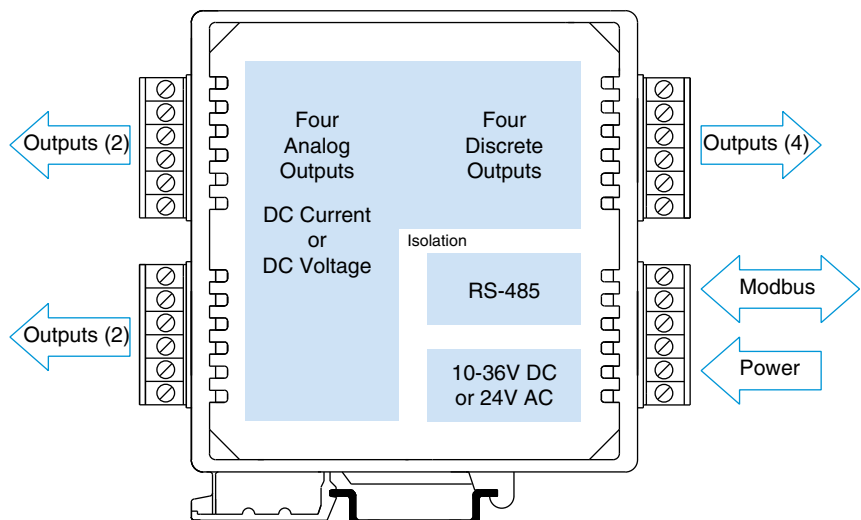 Outputs (2)
Four
Analog
Outputs
DC Current
or
DC Voltage
Outputs (2)
Four
Discrete
Outputs
Outputs (4)
Isolation
RS-485
Modbus
10-36V DC
or 24V AC
Power